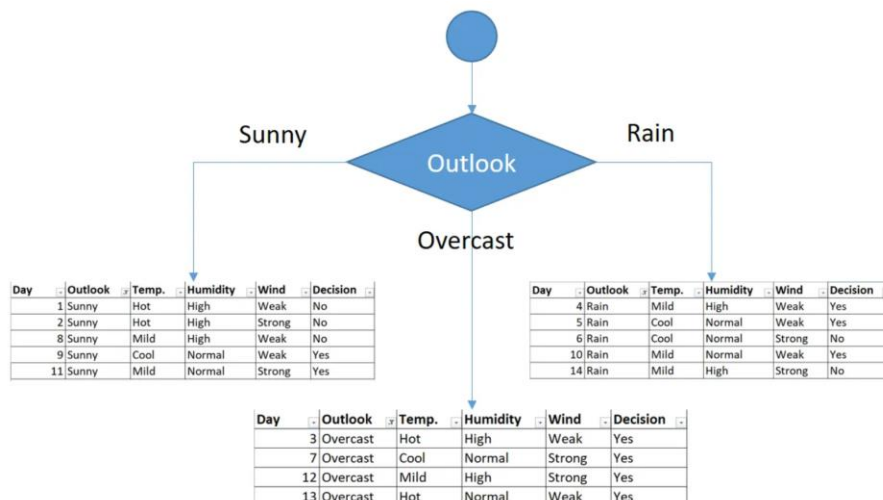 Sunny
Rain
Outlook
Overcast
Day Outlook Temp. Humidity Wind Decision
1 Sunny Hot High Weak No
2 Sunny Hot High Strong No
8 Sunny Mild High Weak No
9 Sunny Cool Normal Weak Yes
11 Sunny Mild Normal Strong Yes
Day Outlook Temp. Humidity Wind Decision
4 Rain Mild High Weak Yes
5 Rain Cool Normal Weak Yes
6 Rain Cool Normal Strong No
10 Rain Mild Normal Weak Yes
14 Rain Mild High Strong No
Day Outlook Temp. Humidity Wind Decision
3 Overcast Hot High Weak Yes
7 Overcast Cool Normal Strong Yes
12 Overcast Mild High Strong Yes
13 Overcast Hot Normal Weak Yes